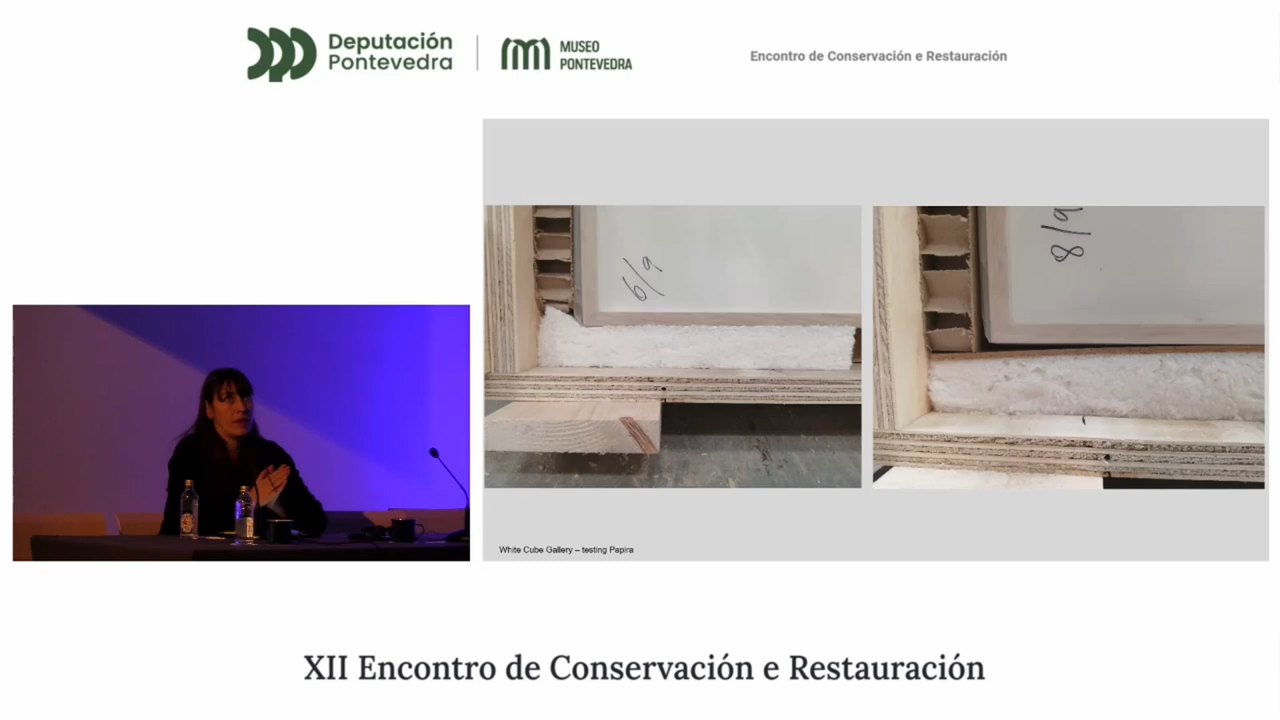 Deputación
Pontevedra
MUSEO
PONTEVEDRA
Encontro de Conservación e Restauración
6/9
8/9
White Cube Gallery – testing Papira
XII Encontro de Conservación e Restauración